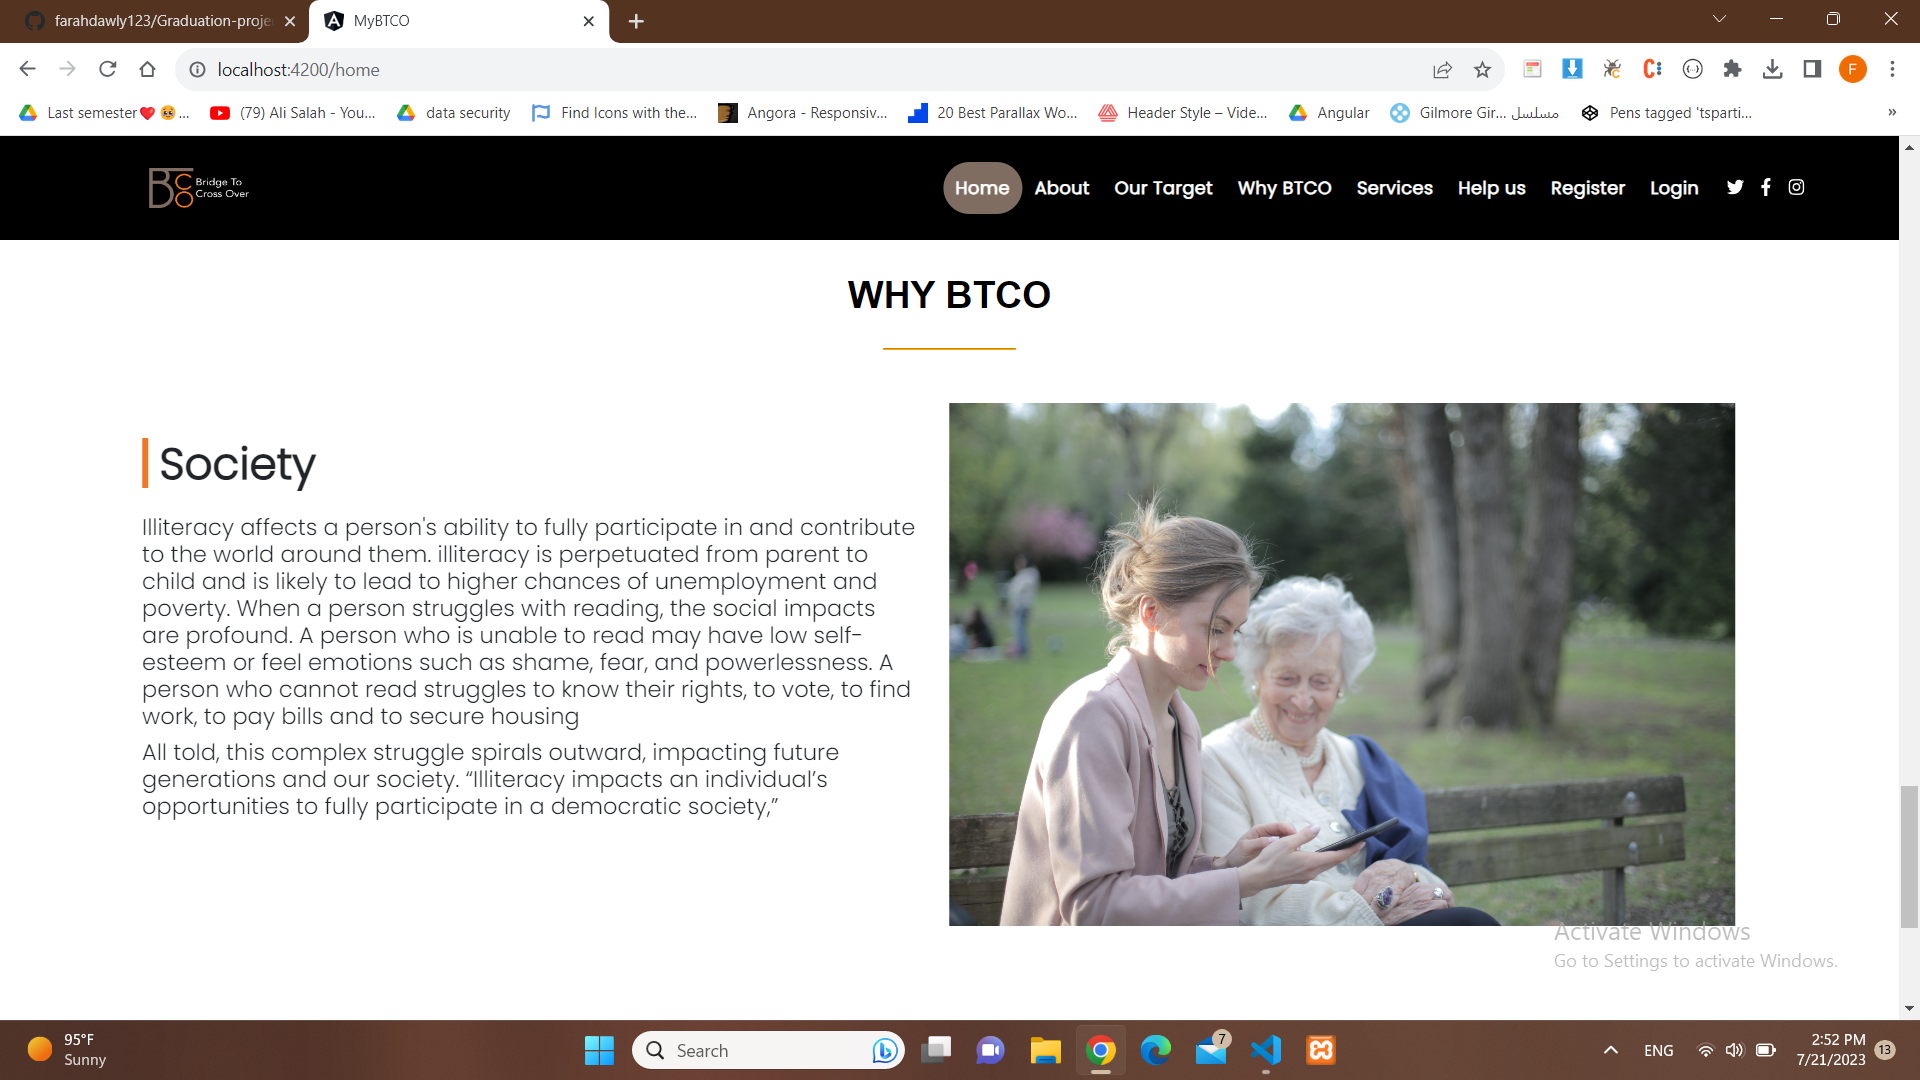 farahdawly123/Graduation-proje
MyBTCO
localhost:4200/home
F
Last semester❤️🥺...
(79) Ali Salah - You...
data security
Find Icons with the...
Angora - Responsiv...
20 Best Parallax Wo...
Header Style – Vide...
Angular
Gilmore Gir... مسلسل
Pens tagged 'tsparti...
»
BTCO Bridge To
Cross Over
Home About Our Target Why BTCO Services Help us Register Login
WHY BTCO
Society
Illiteracy affects a person's ability to fully participate in and contribute
to the world around them. illiteracy is perpetuated from parent to
child and is likely to lead to higher chances of unemployment and
poverty. When a person struggles with reading, the social impacts
are profound. A person who is unable to read may have low self-
esteem or feel emotions such as shame, fear, and powerlessness. A
person who cannot read struggles to know their rights, to vote, to find
work, to pay bills and to secure housing
All told, this complex struggle spirals outward, impacting future
generations and our society. “Illiteracy impacts an individual’s
opportunities to fully participate in a democratic society,”
Activate Windows
Go to Settings to activate Windows.
95°F
Sunny
Search
7
ENG
2:52 PM
7/21/2023
13